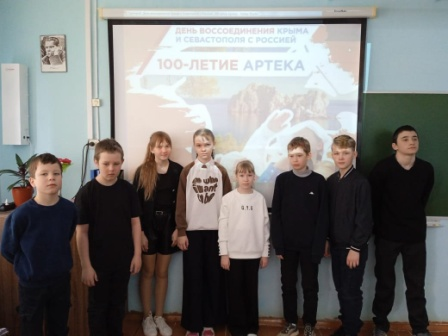 ДЕНЬ ВОССОЕДИНЕНИЯ КРЫМА
И СЕВАСТОПОЛЯ С РОССИЕЙ
100-ЛЕТИЕ АРТЕКА